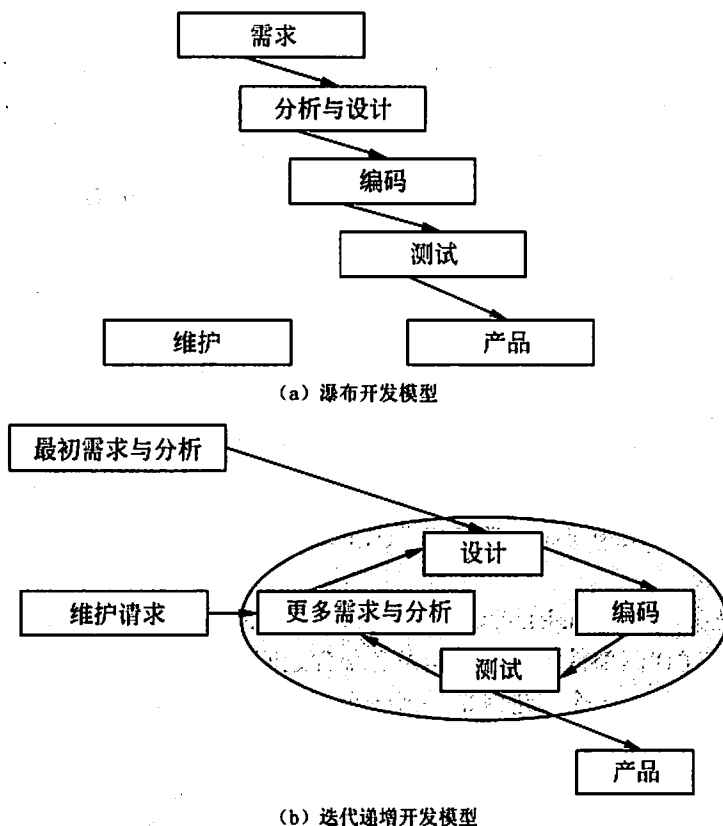 需求
分析与设计
编码
测试
维护
产品
(a) 瀑布开发模型
最初需求与分析
设计
维护请求
更多需求与分析
编码
测试
产品
(b) 迭代递增开发模型